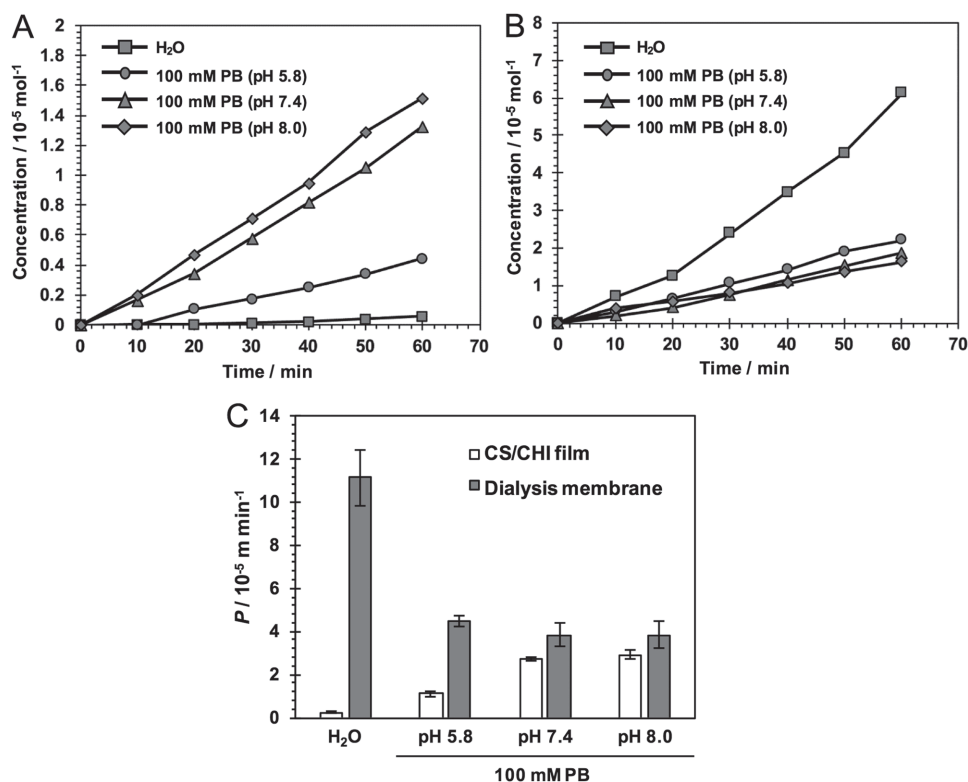 A
Concentration / 10⁻⁵ mol⁻¹
2
1.8
1.6
1.4
1.2
1
0.8
0.6
0.4
0.2
0
H₂O
100 mM PB (pH 5.8)
100 mM PB (pH 7.4)
100 mM PB (pH 8.0)
0 10 20 30 40 50 60 70
Time / min
B
Concentration / 10⁻⁵ mol⁻¹
8
7
6
5
4
3
2
1
0
H₂O
100 mM PB (pH 5.8)
100 mM PB (pH 7.4)
100 mM PB (pH 8.0)
0 10 20 30 40 50 60 70
Time / min
C
P / 10⁻⁵ m min⁻¹
14
12
10
8
6
4
2
0
CS/CHI film
Dialysis membrane
H₂O pH 5.8 pH 7.4 pH 8.0
100 mM PB